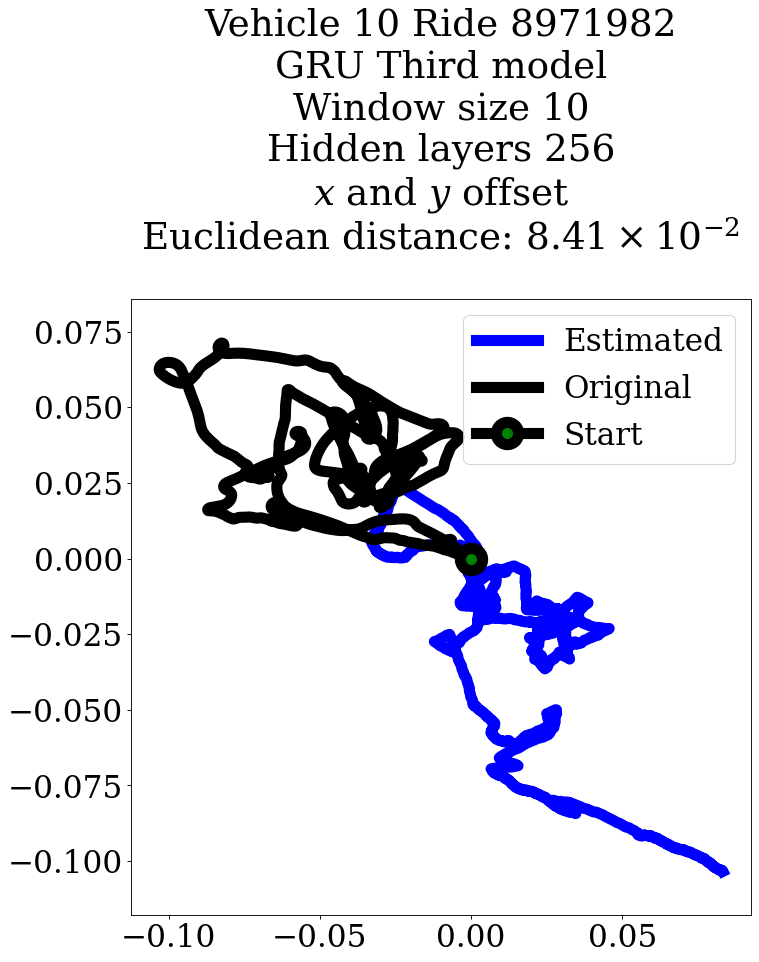 Vehicle 10 Ride 8971982
GRU Third model
Window size 10
Hidden layers 256
x and y offset
Euclidean distance: 8.41 × 10⁻²
Estimated
Original
Start
0.075
0.050
0.025
0.000
−0.025
−0.050
−0.075
−0.100
−0.10 −0.05 0.00 0.05